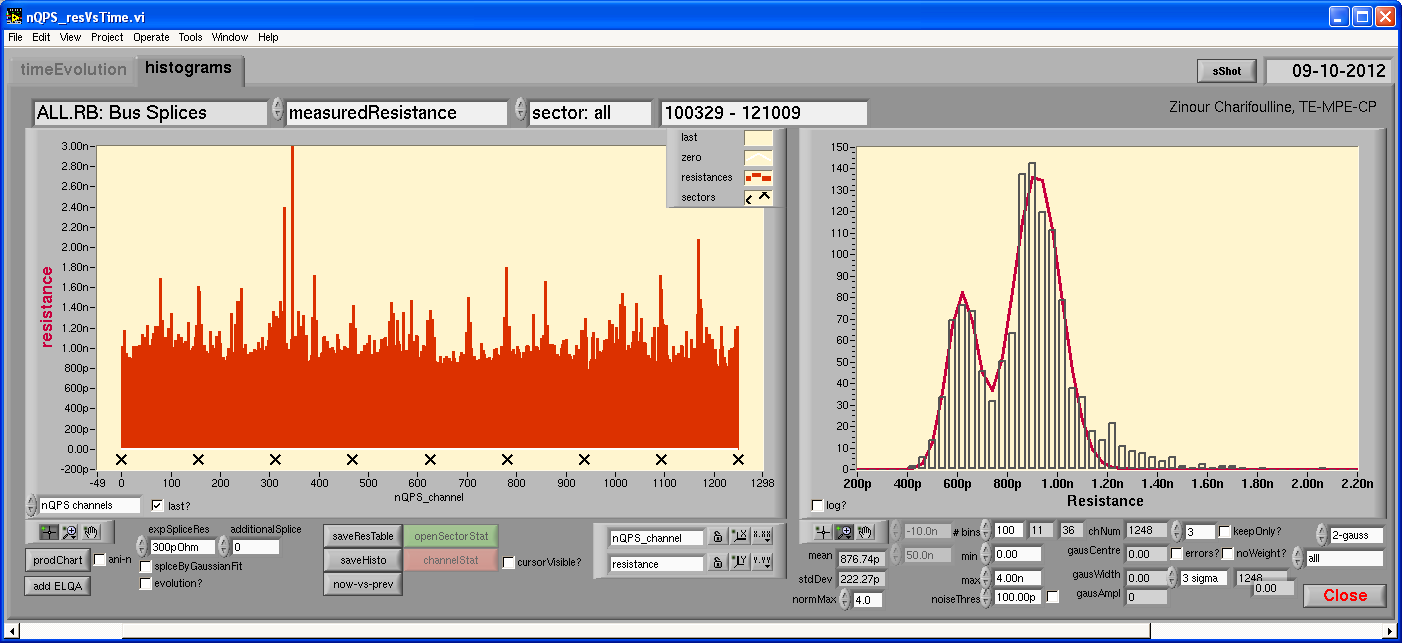 nQPS_resVsTime.vi
File Edit View Project Operate Tools Window Help
timeEvolution histograms sShot 09-10-2012
ALL.RB: Bus Splices measuredResistance sector: all 100329 - 121009 Zinour Charifoulline, TE-MPE-CP
last
zero
resistances
sectors
resistance
3.00n
2.80n
2.60n
2.40n
2.20n
2.00n
1.80n
1.60n
1.40n
1.20n
1.00n
800p
600p
400p
200p
0.00
-200p
-49 0 100 200 300 400 500 600 700 800 900 1000 1100 1200 1298
nQPS_channel
150
140
130
120
110
100
90
80
70
60
50
40
30
20
10
0
200p 400p 600p 800p 1.00n 1.20n 1.40n 1.60n 1.80n 2.00n 2.20n
Resistance
nQPS channels last? log?
expSpliceRes additionalSplice
300pOhm 0
prodChart ani-n
spliceByGaussianFit
add ELQA evolution?
saveResTable openSectorStat
saveHisto channelStat
now-vs-prev
cursorVisible?
nQPS_channel X.XX
resistance Y.YY
-10.0n # bins 100 11 36 chNum 1248 3 keepOnly? 2-gauss
mean 876.74p 50.0n min 0.00 gausCentre 0.00 errors? noWeight? alll
stdDev 222.27p max 4.00n gausWidth 0.00 3 sigma 1248
normMax 4.0 noiseThres 100.00p gausAmpl 0 0.00
Close